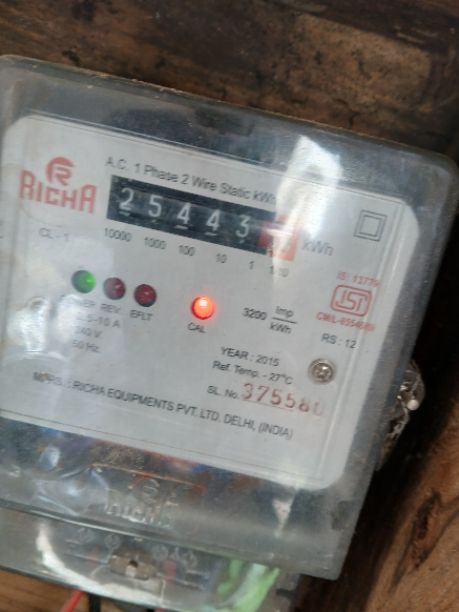 A.C. 1 Phase 2 Wire Static kWh
RICHA
25443
kWh
CL - 1
10000 1000 100 10 1
IS: 13779
ISI
REV. EFLT
CAL
3200 Imp
kWh
RS : 12
-10 A
240 V.
50 Hz.
YEAR : 2015
Ref. Temp. - 27°C
SL. No. 375580
RICHA EQUIPMENTS PVT. LTD. DELHI, (INDIA)
RICHA